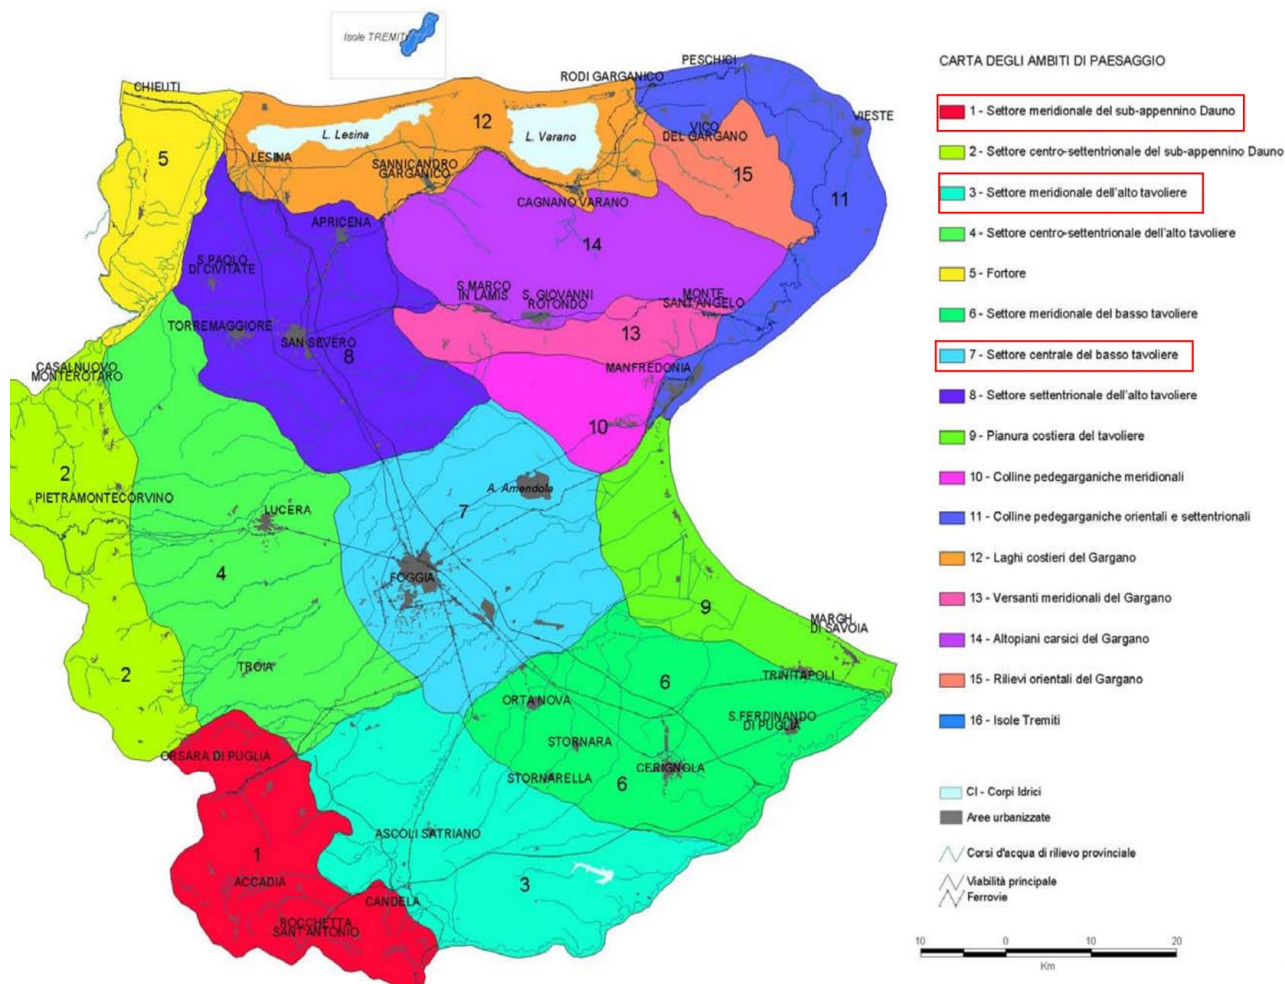 Isole TREMITI
CHIEUTI
PESCHICI
RODI GARGANICO
VIESTE
VICO
DEL GARGANO
12
L. Lesina
L. Varano
LESINA
5
SANNICANDRO
GARGANICO
15
CAGNANO VARANO
11
APRICENA
14
S.PAOLO
DI CIVITATE
S.MARCO
IN LAMIS
S. GIOVANNI
ROTONDO
MONTE
SANT'ANGELO
TORREMAGGIORE
SAN SEVERO
13
8
CASALNUOVO
MONTEROTARO
MANFREDONIA
10
2
PIETRAMONTECORVINO
A. Amendola
LUCERA
7
4
FOGGIA
9
MARGH.
DI SAVOIA
TROIA
2
6
TRINITAPOLI
ORTA NOVA
S.FERDINANDO
DI PUGLIA
ORSARA DI PUGLIA
STORNARA
CERIGNOLA
STORNARELLA
6
ASCOLI SATRIANO
1
ACCADIA
3
CANDELA
ROCCHETTA
SANT'ANTONIO
CARTA DEGLI AMBITI DI PAESAGGIO
1 - Settore meridionale del sub-appennino Dauno
2 - Settore centro-settentrionale del sub-appennino Dauno
3 - Settore meridionale dell'alto tavoliere
4 - Settore centro-settentrionale dell'alto tavoliere
5 - Fortore
6 - Settore meridionale del basso tavoliere
7 - Settore centrale del basso tavoliere
8 - Settore settentrionale dell'alto tavoliere
9 - Pianura costiera del tavoliere
10 - Colline pedegarganiche meridionali
11 - Colline pedegarganiche orientali e settentrionali
12 - Laghi costieri del Gargano
13 - Versanti meridionali del Gargano
14 - Altopiani carsici del Gargano
15 - Rilievi orientali del Gargano
16 - Isole Tremiti
CI - Corpi Idrici
Aree urbanizzate
Corsi d'acqua di rilievo provinciale
Viabilità principale
Ferrovie
10 0 10 20
Km